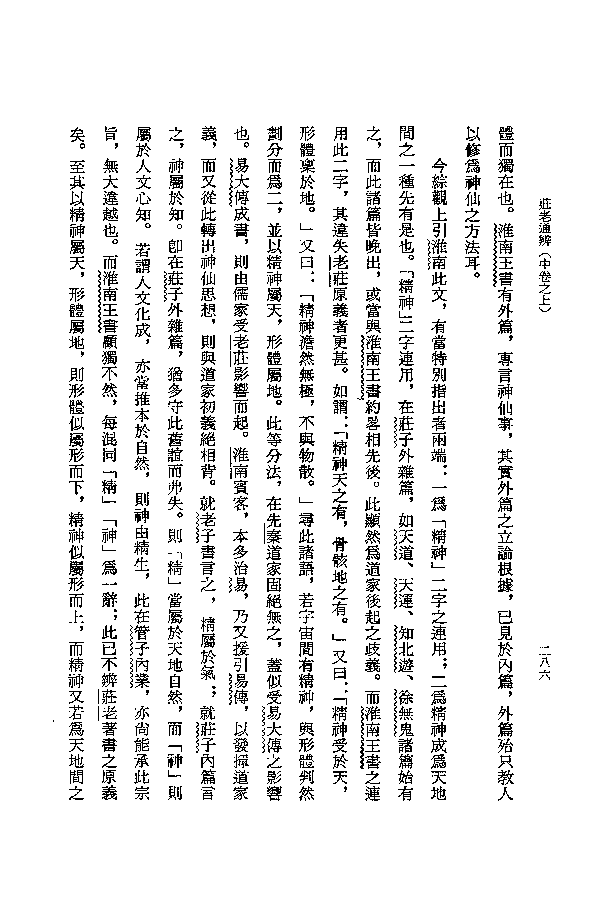 莊老通辨（中卷之上）
二八六
體而獨在也。淮南王書有外篇，專言神仙事，其實外篇之立論根據，已見於內篇，外篇殆只教人
以修爲神仙之方法耳。
今綜觀上引淮南此文，有當特別指出者兩端：一爲「精神」二字之連用；二爲精神成爲天地
間之一種先有是也。「精神」二字連用，在莊子外雜篇，如天道、天運、知北遊、徐無鬼諸篇始有
之，而此諸篇皆晚出，或當與淮南王書約畧相先後。此顯然爲道家後起之歧義。而淮南王書之連
用此二字，其違失老莊原義者更甚。如謂：「精神天之有，骨骸地之有。」又曰：「精神受於天，
形體稟於地。」又曰：「精神澹然無極，不與物散。」尋此諸語，若宇宙間有精神，與形體判然
劃分而爲二，並以精神屬天，形體屬地。此等分法，在先秦道家固絕無之，蓋似受易大傳之影響
也。易大傳成書，則由儒家受老莊影響而起。淮南賓客，本多治易，乃又援引易傳，以發揮道家
義，而又從此轉出神仙思想，則與道家初義絕相背。就老子書言之，精屬於氣；就莊子內篇言
之，神屬於知。卽在莊子外雜篇，猶多守此舊誼而弗失。則「精」當屬於天地自然，而「神」則
屬於人文心知。若謂人文化成，亦當推本於自然，則神由精生，此在管子內業，亦尚能承此宗
旨，無大違越也。而淮南王書顧獨不然，每混同「精」「神」爲一辭；此已不辨莊老著書之原義
矣。至其以精神屬天，形體屬地，則形體似屬形而下，精神似屬形而上，而精神又若爲天地間之